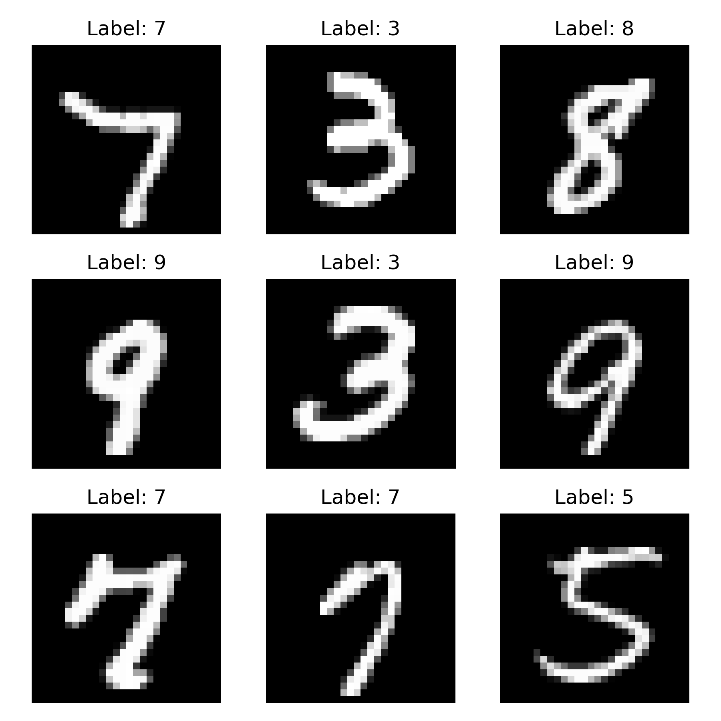 Label: 7 Label: 3 Label: 8
7 3 8
Label: 9 Label: 3 Label: 9
9 3 9
Label: 7 Label: 7 Label: 5
7 7 5